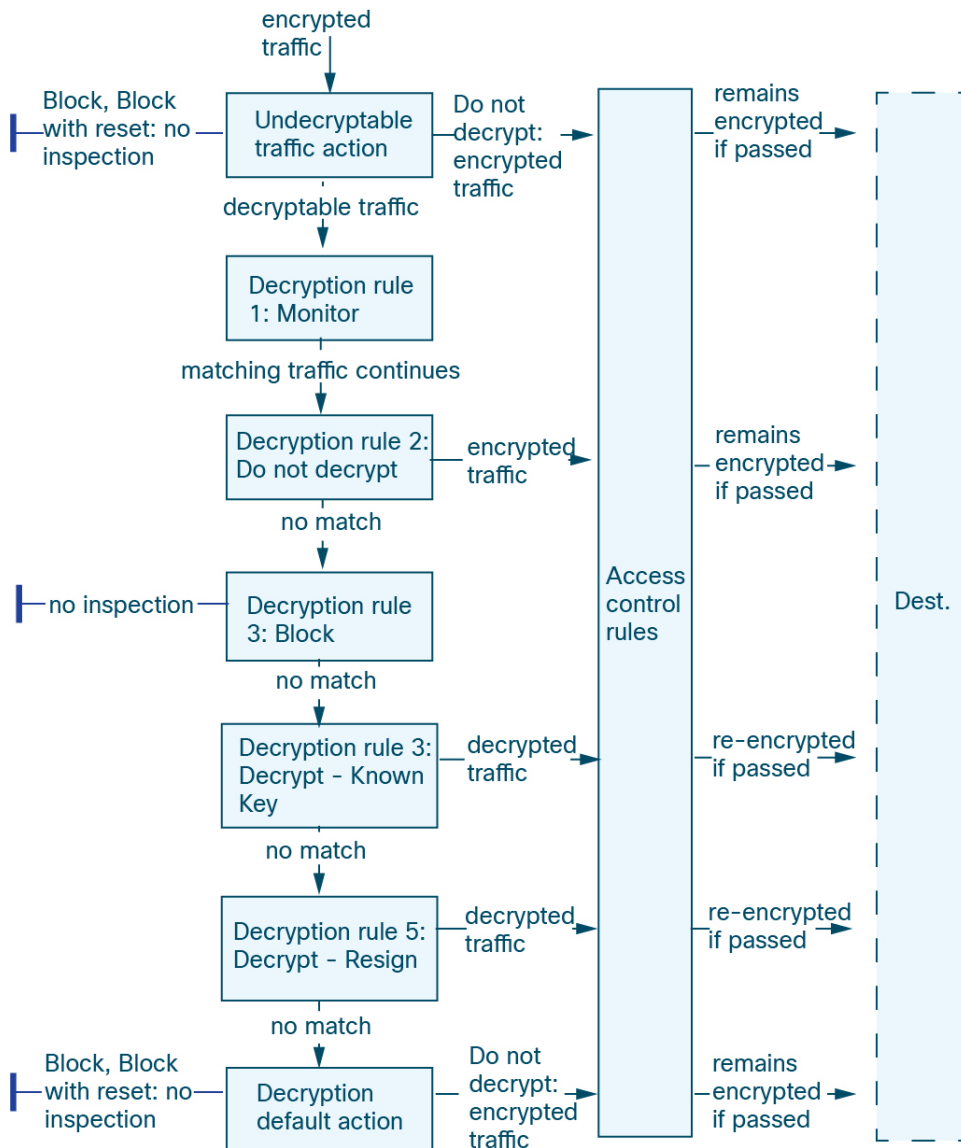 encrypted
traffic
Block, Block
with reset: no
inspection
Undecryptable
traffic action
Do not
decrypt:
encrypted
traffic
remains
encrypted
if passed
decryptable traffic
Decryption rule
1: Monitor
matching traffic continues
Decryption rule 2:
Do not decrypt
encrypted
traffic
remains
encrypted
if passed
no match
no inspection
Decryption rule
3: Block
Access
control
rules
Dest.
no match
Decryption rule 3:
Decrypt - Known
Key
decrypted
traffic
re-encrypted
if passed
no match
Decryption rule 5:
Decrypt - Resign
decrypted
traffic
re-encrypted
if passed
no match
Block, Block
with reset: no
inspection
Decryption
default action
Do not
decrypt:
encrypted
traffic
remains
encrypted
if passed